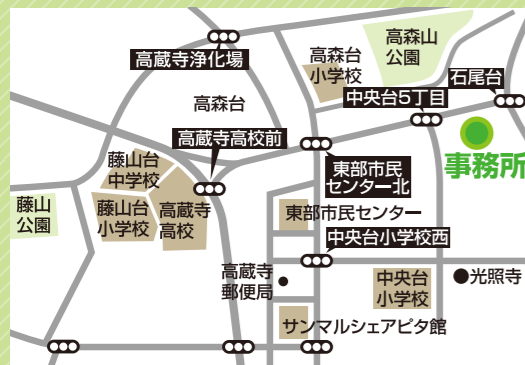 高蔵寺浄化場
高森台
小学校
高森山
公園
石尾台
高森台
中央台5丁目
高蔵寺高校前
事務所
藤山台
中学校
東部市民
センター北
藤山
公園
藤山台
小学校
高蔵寺
高校
東部市民センター
中央台小学校西
高蔵寺
郵便局
中央台
小学校
光照寺
サンマルシェアピタ館